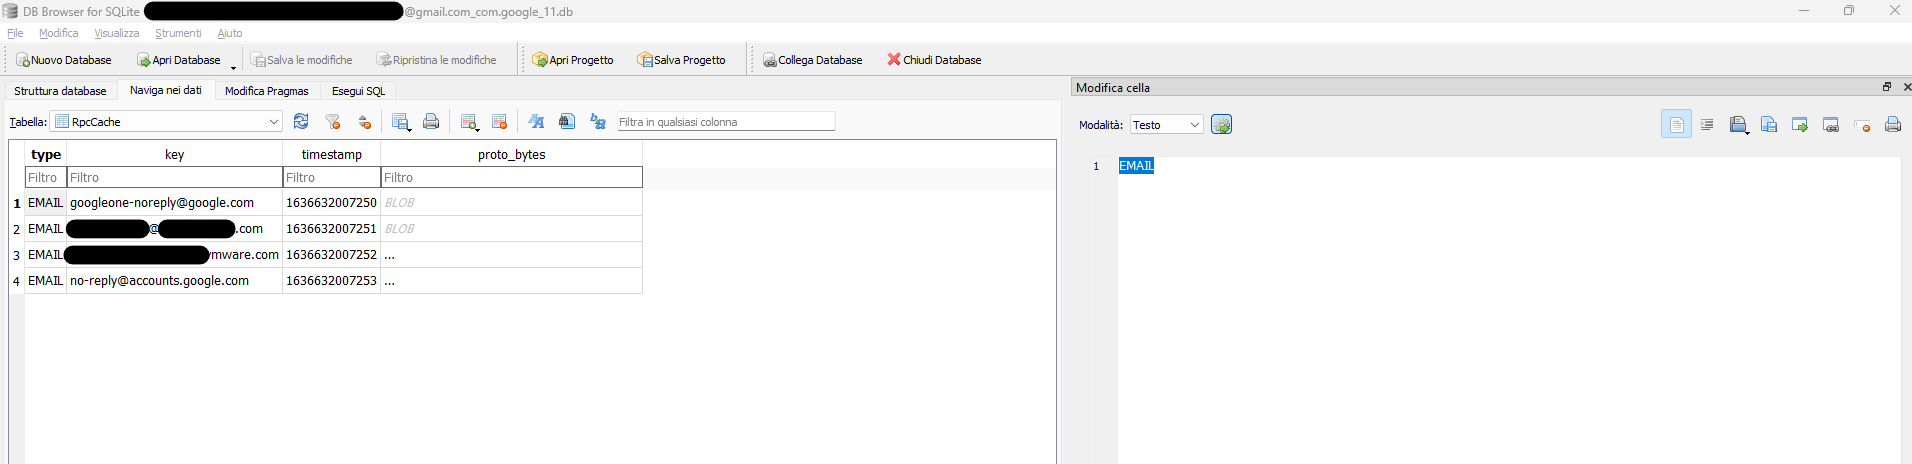 DB Browser for SQLite @gmail.com_com.google_11.db
File Modifica Visualizza Strumenti Aiuto
Nuovo Database Apri Database Salva le modifiche Ripristina le modifiche Apri Progetto Salva Progetto Collega Database Chiudi Database
Struttura database Naviga nei dati Modifica Pragmas Esegui SQL
Tabella: RpcCache Filtra in qualsiasi colonna
type key timestamp proto_bytes
Filtro Filtro Filtro Filtro
1 EMAIL googleone-noreply@google.com 1636632007250 BLOB
2 EMAIL @ .com 1636632007251 BLOB
3 EMAIL mware.com 1636632007252 ...
4 EMAIL no-reply@accounts.google.com 1636632007253 ...
Modifica cella
Modalità: Testo
1 EMAIL